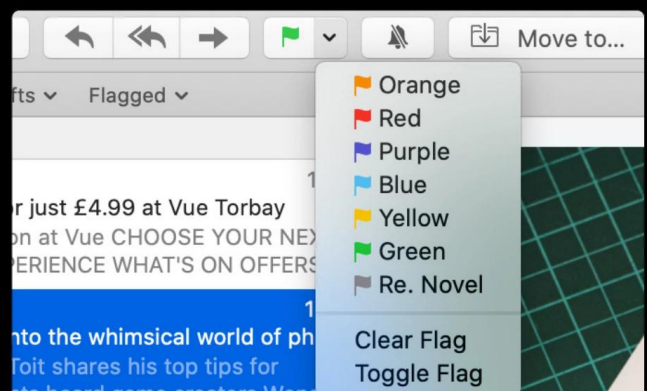 Move to...
fts
Flagged
Orange
Red
Purple
Blue
Yellow
Green
Re. Novel
Clear Flag
Toggle Flag
1
r just £4.99 at Vue Torbay
on at Vue CHOOSE YOUR NEX
PERIENCE WHAT'S ON OFFERS
1
nto the whimsical world of ph
Toit shares his top tips for